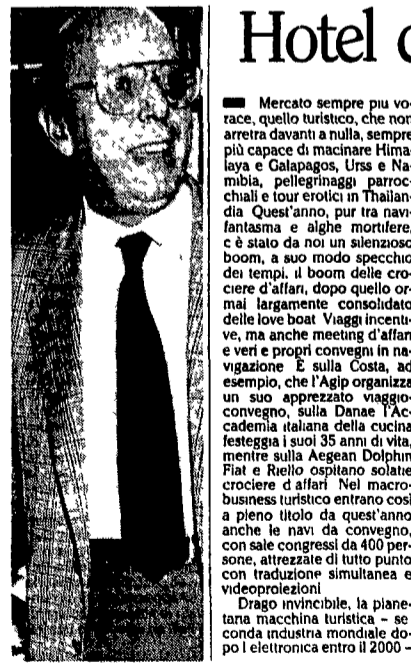 Hotel
Mercato sempre piu vo-
race, quello turistico, che non
arretra davanti a nulla, sempre
più capace di macinare Hima-
laya e Galapagos, Urss e Na-
mibia, pellegrinaggi parroc-
chiali e tour erotici in Thailan-
dia Quest'anno, pur tra navi
fantasma e alghe mortifere,
c è stato da noi un silenzioso
boom, a suo modo specchio
dei tempi. il boom delle cro-
ciere d'affari, dopo quello or-
mai largamente consolidato
delle love boat Viaggi incenti-
ve, ma anche meeting d'affari
e veri e propri convegni in na-
vigazione È sulla Costa, ad
esempio, che l'Agip organizza
un suo apprezzato viaggio-
convegno, sulla Danae l'Ac-
cademia italiana della cucina
festeggia i suoi 35 anni di vita,
mentre sulla Aegean Dolphin
Fiat e Riello ospitano solatie
crociere d affari Nel macro-
business turistico entrano così
a pieno titolo da quest'anno
anche le navi da convegno,
con sale congressi da 400 per-
sone, attrezzate di tutto punto
con traduzione simultanea e
videoproiezioni
Drago invincibile, la plane-
taria macchina turistica – se
conda industria mondiale do-
po l elettronica entro il 2000 –